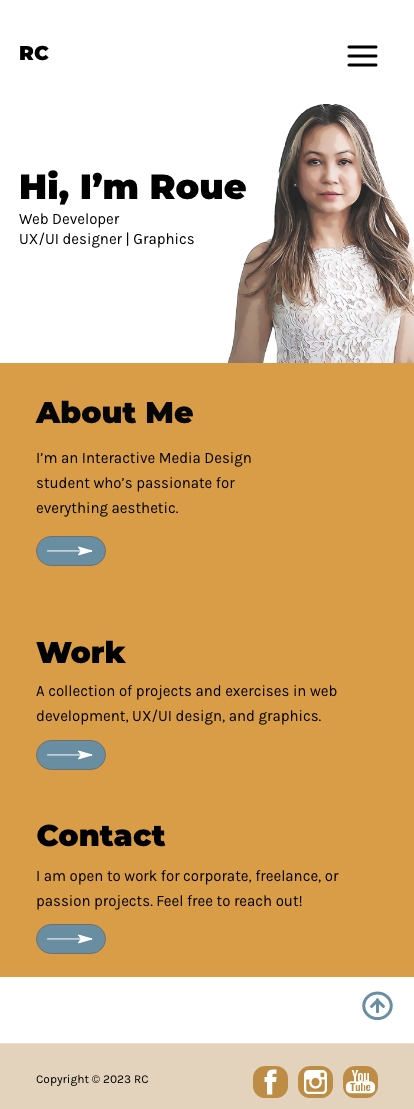 RC
Hi, I’m Roue
Web Developer
UX/UI designer | Graphics
About Me
I’m an Interactive Media Design
student who’s passionate for
everything aesthetic.
Work
A collection of projects and exercises in web
development, UX/UI design, and graphics.
Contact
I am open to work for corporate, freelance, or
passion projects. Feel free to reach out!
Copyright © 2023 RC
f
You
Tube